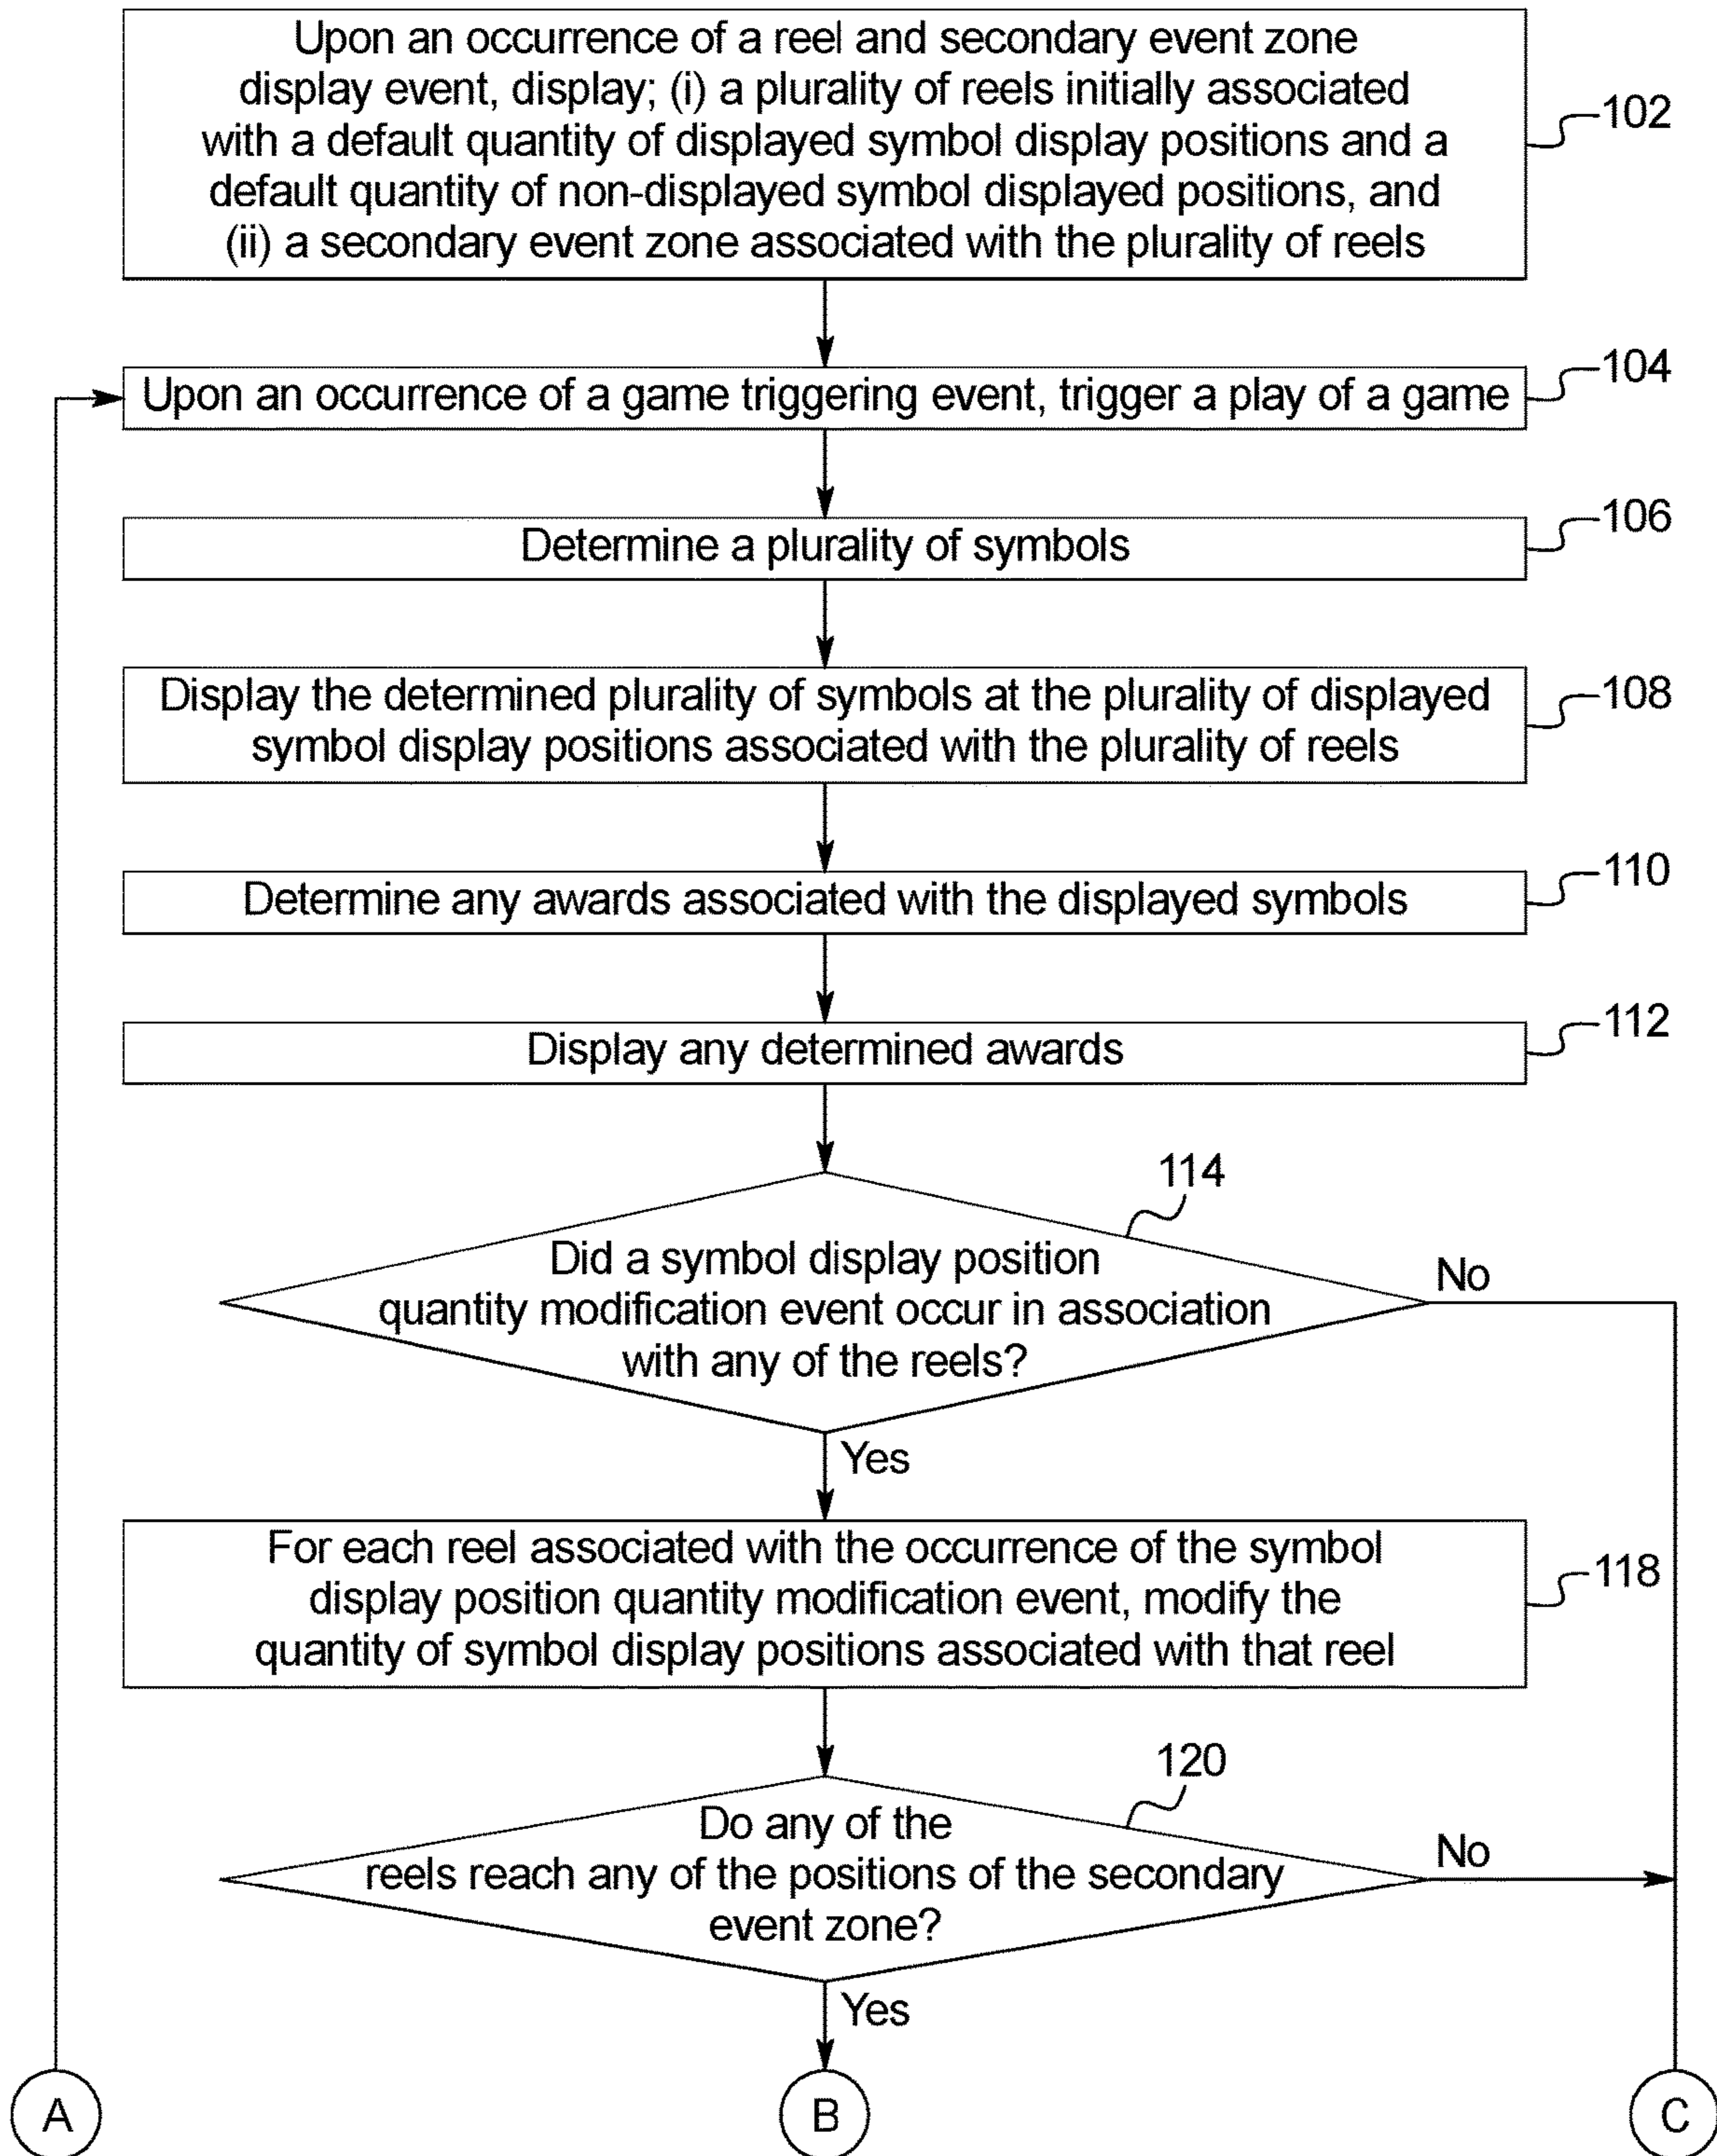 Upon an occurrence of a reel and secondary event zone
display event, display; (i) a plurality of reels initially associated
with a default quantity of displayed symbol display positions and a
default quantity of non-displayed symbol displayed positions, and
(ii) a secondary event zone associated with the plurality of reels
102
Upon an occurrence of a game triggering event, trigger a play of a game
104
Determine a plurality of symbols
106
Display the determined plurality of symbols at the plurality of displayed
symbol display positions associated with the plurality of reels
108
Determine any awards associated with the displayed symbols
110
Display any determined awards
112
114
Did a symbol display position
quantity modification event occur in association
with any of the reels?
No
Yes
For each reel associated with the occurrence of the symbol
display position quantity modification event, modify the
quantity of symbol display positions associated with that reel
118
120
Do any of the
reels reach any of the positions of the secondary
event zone?
No
Yes
A
B
C